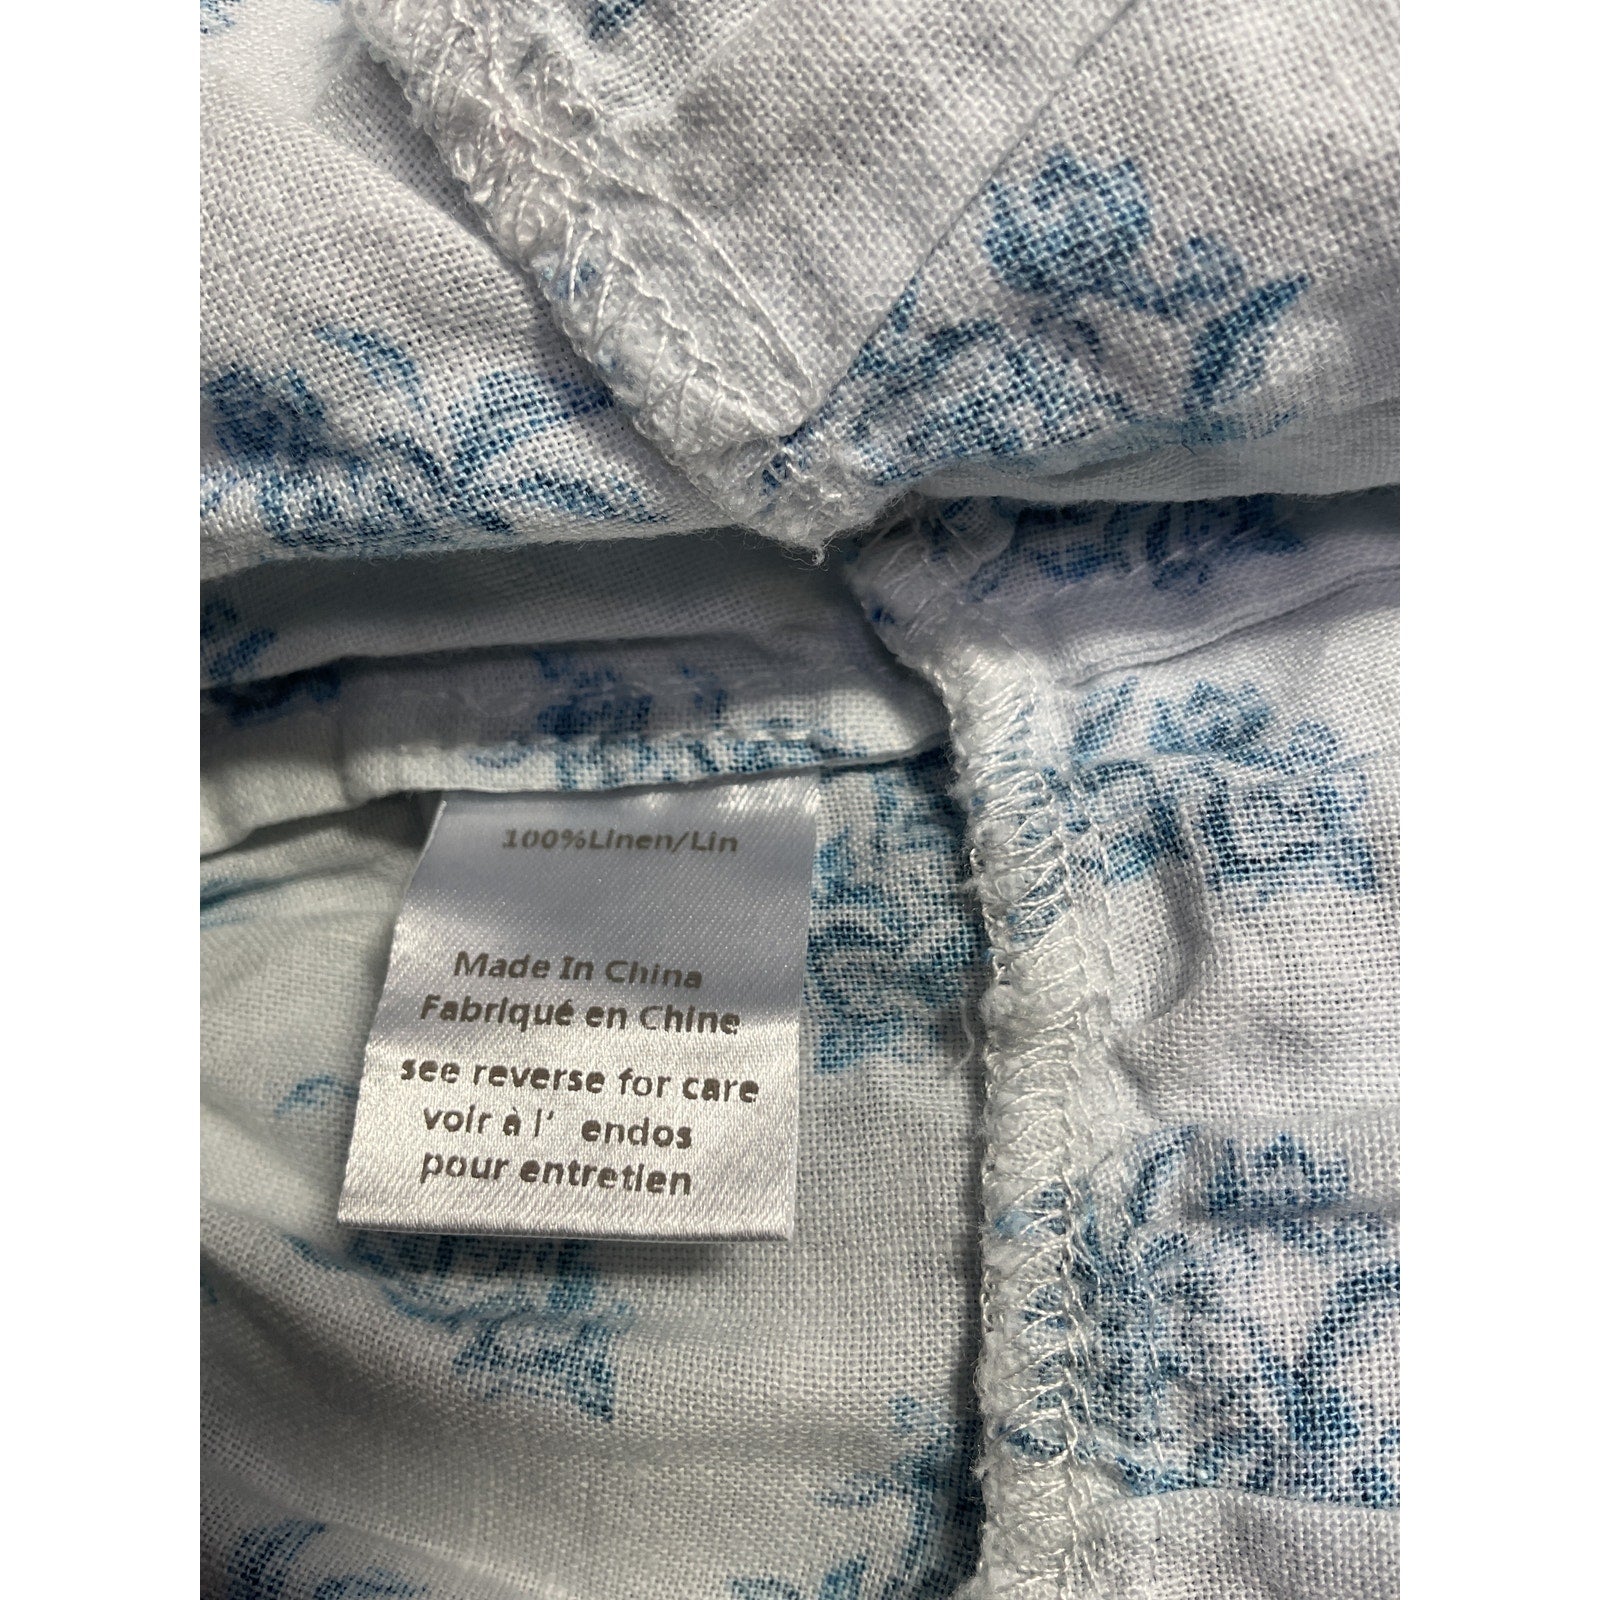 100%Linen/Lin
Made In China
Fabriqué en Chine
see reverse for care
voir à l' endos
pour entretien